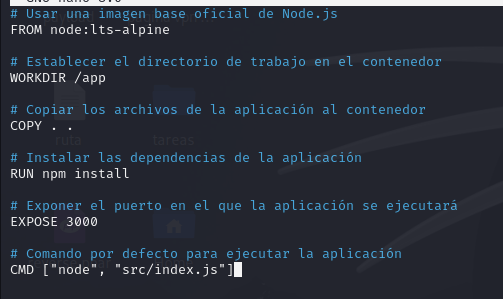 # Usar una imagen base oficial de Node.js
FROM node:lts-alpine
# Establecer el directorio de trabajo en el contenedor
WORKDIR /app
# Copiar los archivos de la aplicación al contenedor
COPY . .
# Instalar las dependencias de la aplicación
RUN npm install
# Exponer el puerto en el que la aplicación se ejecutará
EXPOSE 3000
# Comando por defecto para ejecutar la aplicación
CMD ["node", "src/index.js"]